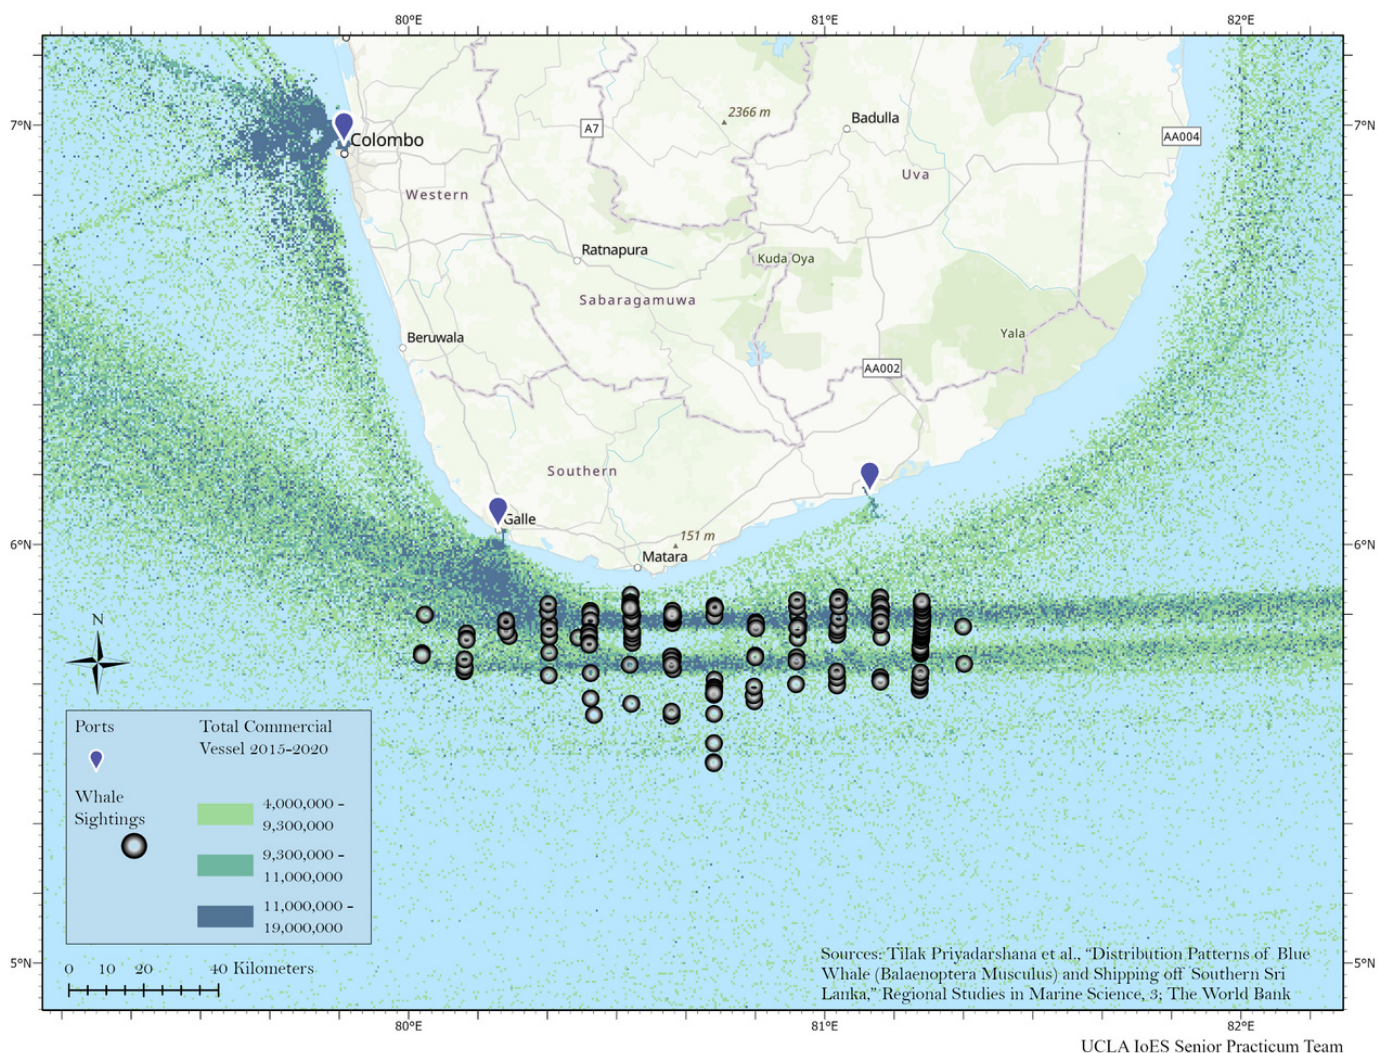 80°E 81°E 82°E
7°N 7°N
2366 m
Badulla
A7
AA004
Colombo
Uva
Western
Ratnapura
Kuda Oya
Sabaragamuwa
Yala
Beruwala
AA002
Southern
Galle
151 m
Matara
6°N 6°N
N
Ports
Total Commercial
Vessel 2015-2020
Whale
Sightings
4,000,000 -
9,300,000
9,300,000 -
11,000,000
11,000,000 -
19,000,000
0 10 20 40 Kilometers
Sources: Tilak Priyadarshana et al., “Distribution Patterns of Blue
Whale (Balaenoptera Musculus) and Shipping off Southern Sri
Lanka,” Regional Studies in Marine Science, 3; The World Bank
5°N 5°N
80°E 81°E 82°E
UCLA IoES Senior Practicum Team